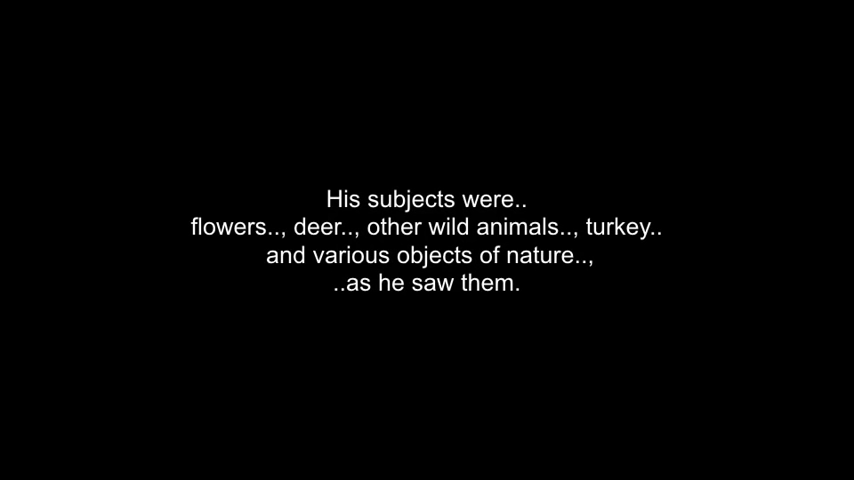 His subjects were..
flowers.., deer.., other wild animals.., turkey..
and various objects of nature..,
..as he saw them.